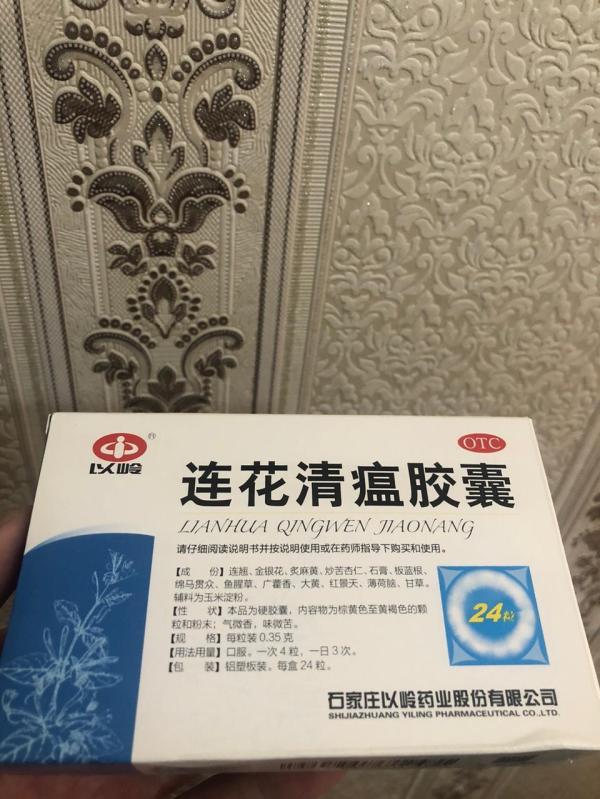 OTC
®
以岭
连花清瘟胶囊
LIANHUA QINGWEN JIAONANG
请仔细阅读说明书并按说明使用或在药师指导下购买和使用。
【成 份】 连翘、金银花、炙麻黄、炒苦杏仁、石膏、板蓝根、
绵马贯众、鱼腥草、广藿香、大黄、红景天、薄荷脑、甘草。
辅料为玉米淀粉。
【性 状】 本品为硬胶囊，内容物为棕黄色至黄褐色的颗
粒和粉末；气微香，味微苦。
【规 格】 每粒装0.35克
【用法用量】 口服。一次4粒，一日3次。
【包 装】 铝塑板装。每盒24粒。
24粒
石家庄以岭药业股份有限公司
SHIJIAZHUANG YILING PHARMACEUTICAL CO.,LTD.